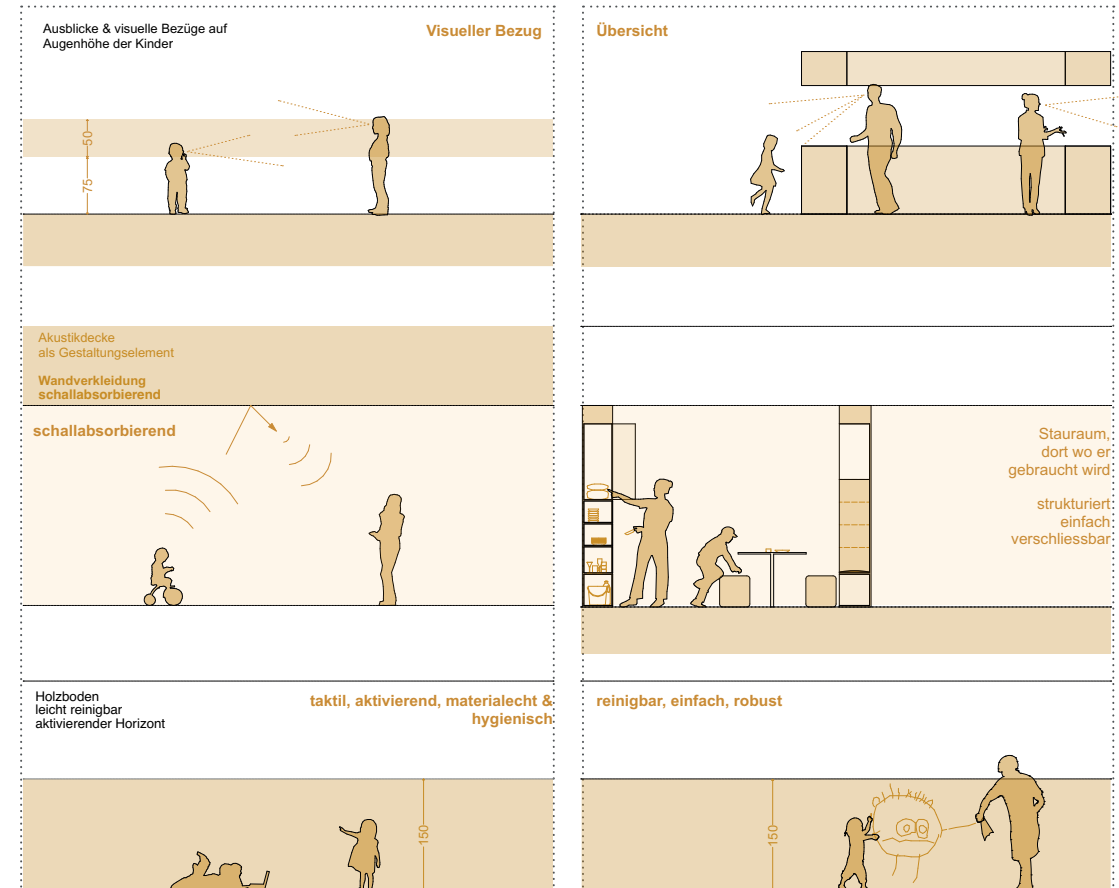 Ausblicke & visuelle Bezüge auf
Augenhöhe der Kinder
Visueller Bezug
50
75
Übersicht
Akustikdecke
als Gestaltungselement
Wandverkleidung
schallabsorbierend
schallabsorbierend
Stauraum,
dort wo er
gebraucht wird
strukturiert
einfach
verschliessbar
Holzboden
leicht reinigbar
aktivierender Horizont
taktil, aktivierend, materialecht &
hygienisch
150
reinigbar, einfach, robust
150